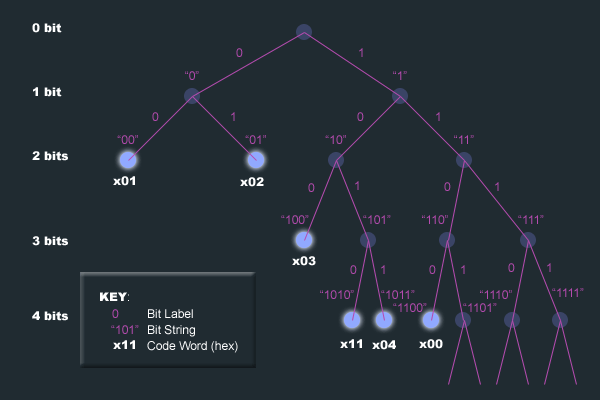 0 bit
0
1
1 bit
“0”
“1”
0
1
0
1
2 bits
“00”
“01”
“10”
“11”
x01
x02
0
1
0
1
3 bits
“100”
“101”
“110”
“111”
x03
0
1
0
1
0
1
4 bits
“1010”
“1011”
“1100”
“1101”
“1110”
“1111”
x11
x04
x00
KEY:
0 Bit Label
“101” Bit String
x11 Code Word (hex)